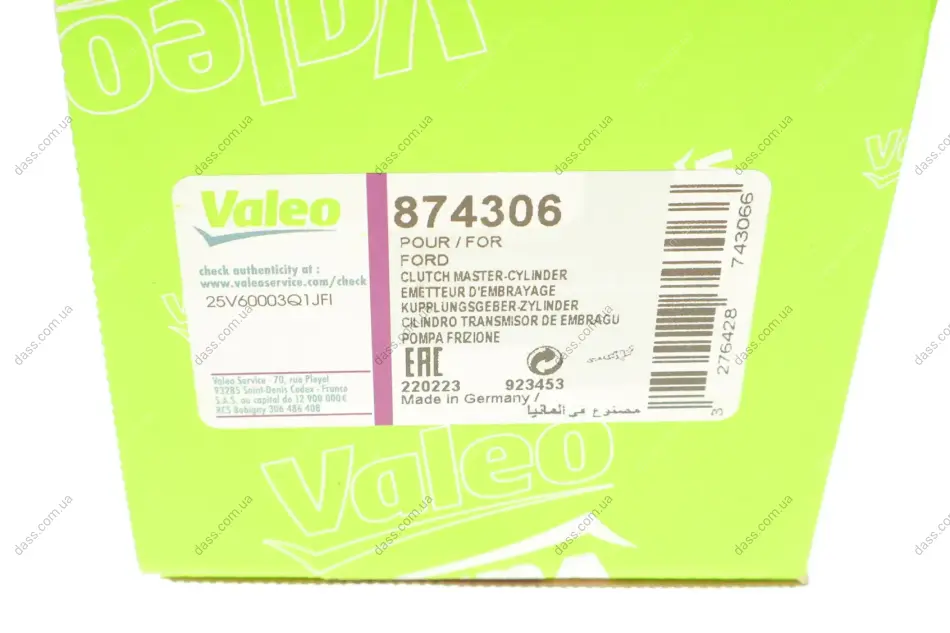 Valeo
Valeo
check authenticity at :
www.valeoservice.com/check
25V60003Q1JFI
Valeo Service - 70, rue Pleyel
93285 Saint-Denis Cedex - France
S.A.S. au capital de 12 900 000 €
RCS Bobigny 306 486 408
874306
POUR / FOR
FORD
CLUTCH MASTER-CYLINDER
EMETTEUR D'EMBRAYAGE
KUPPLUNGSGEBER-ZYLINDER
CILINDRO TRANSMISOR DE EMBRAGU
POMPA FRIZIONE
EAC
220223 923453
Made in Germany / مصنوع في المانيا
3 276428 743066
Valeo
dass.com.ua